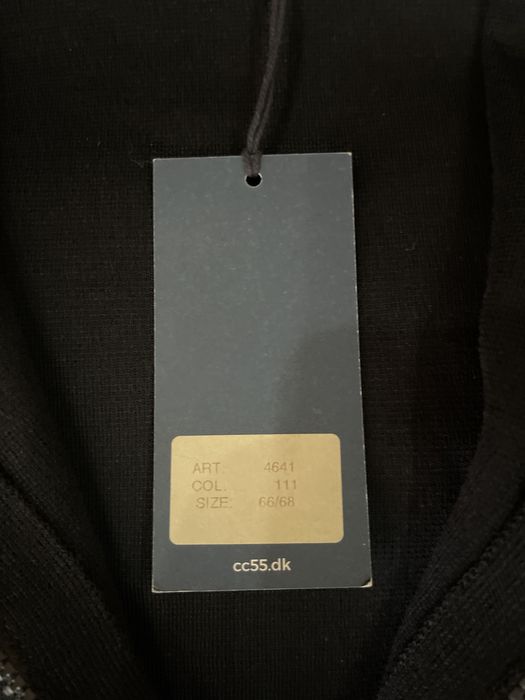 ART. 4641
COL. 111
SIZE. 66/68
cc55.dk